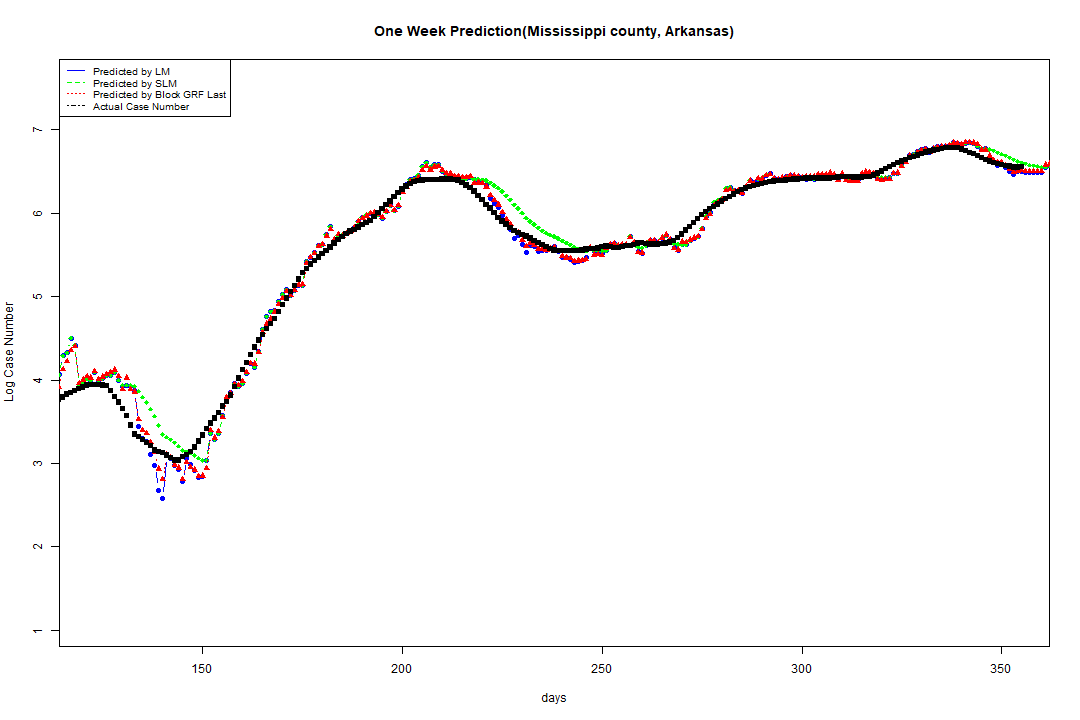 One Week Prediction(Mississippi county, Arkansas)
Predicted by LM
Predicted by SLM
Predicted by Block GRF Last
Actual Case Number
7
6
5
4
3
2
1
Log Case Number
150 200 250 300 350
days